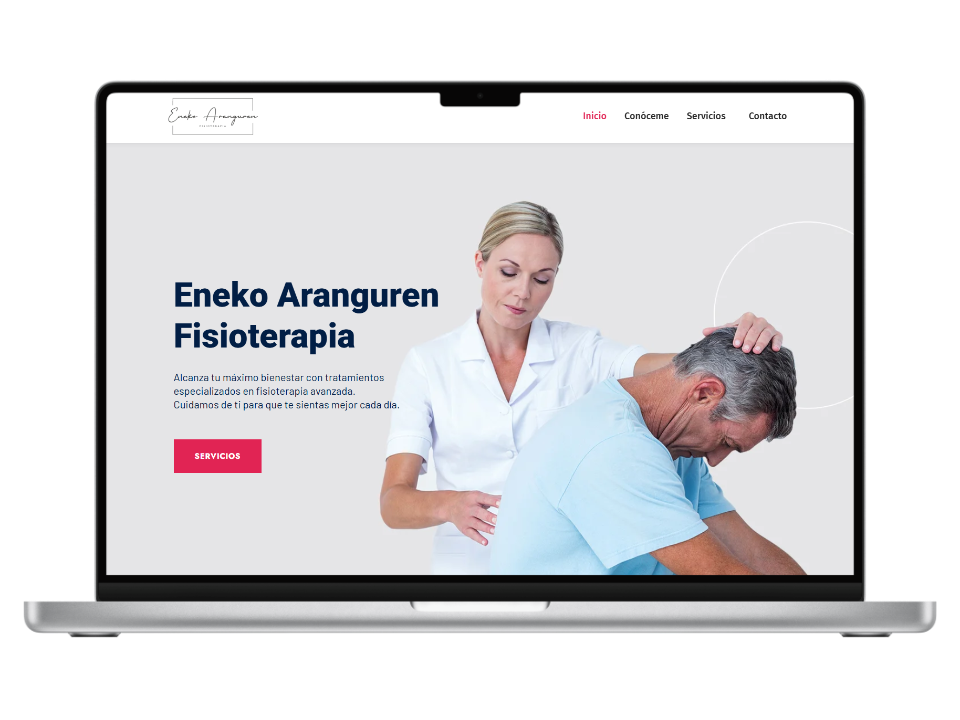 Eneko Aranguren
FISIOTERAPIA
Inicio
Conóceme
Servicios
Contacto
Eneko Aranguren
Fisioterapia
Alcanza tu máximo bienestar con tratamientos
especializados en fisioterapia avanzada.
Cuidamos de ti para que te sientas mejor cada día.
SERVICIOS